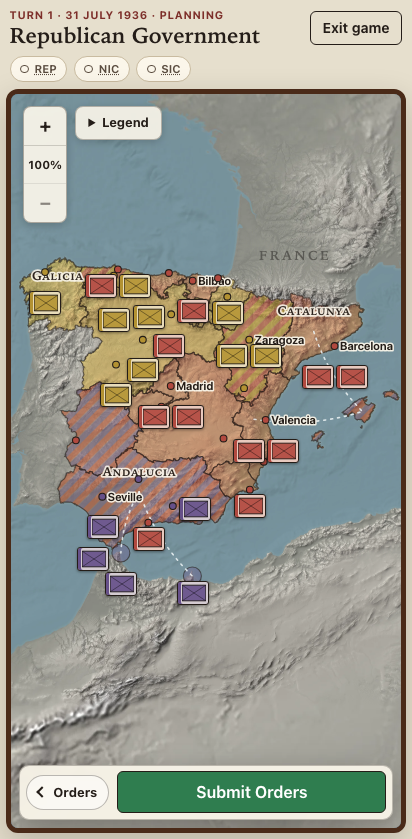 TURN 1 · 31 JULY 1936 · PLANNING
Republican Government
Exit game
REP
NIC
SIC
+
Legend
100%
−
FRANCE
GALICIA
Bilbao
CATALUNYA
Zaragoza
Barcelona
Madrid
Valencia
ANDALUCIA
Seville
Orders
Submit Orders